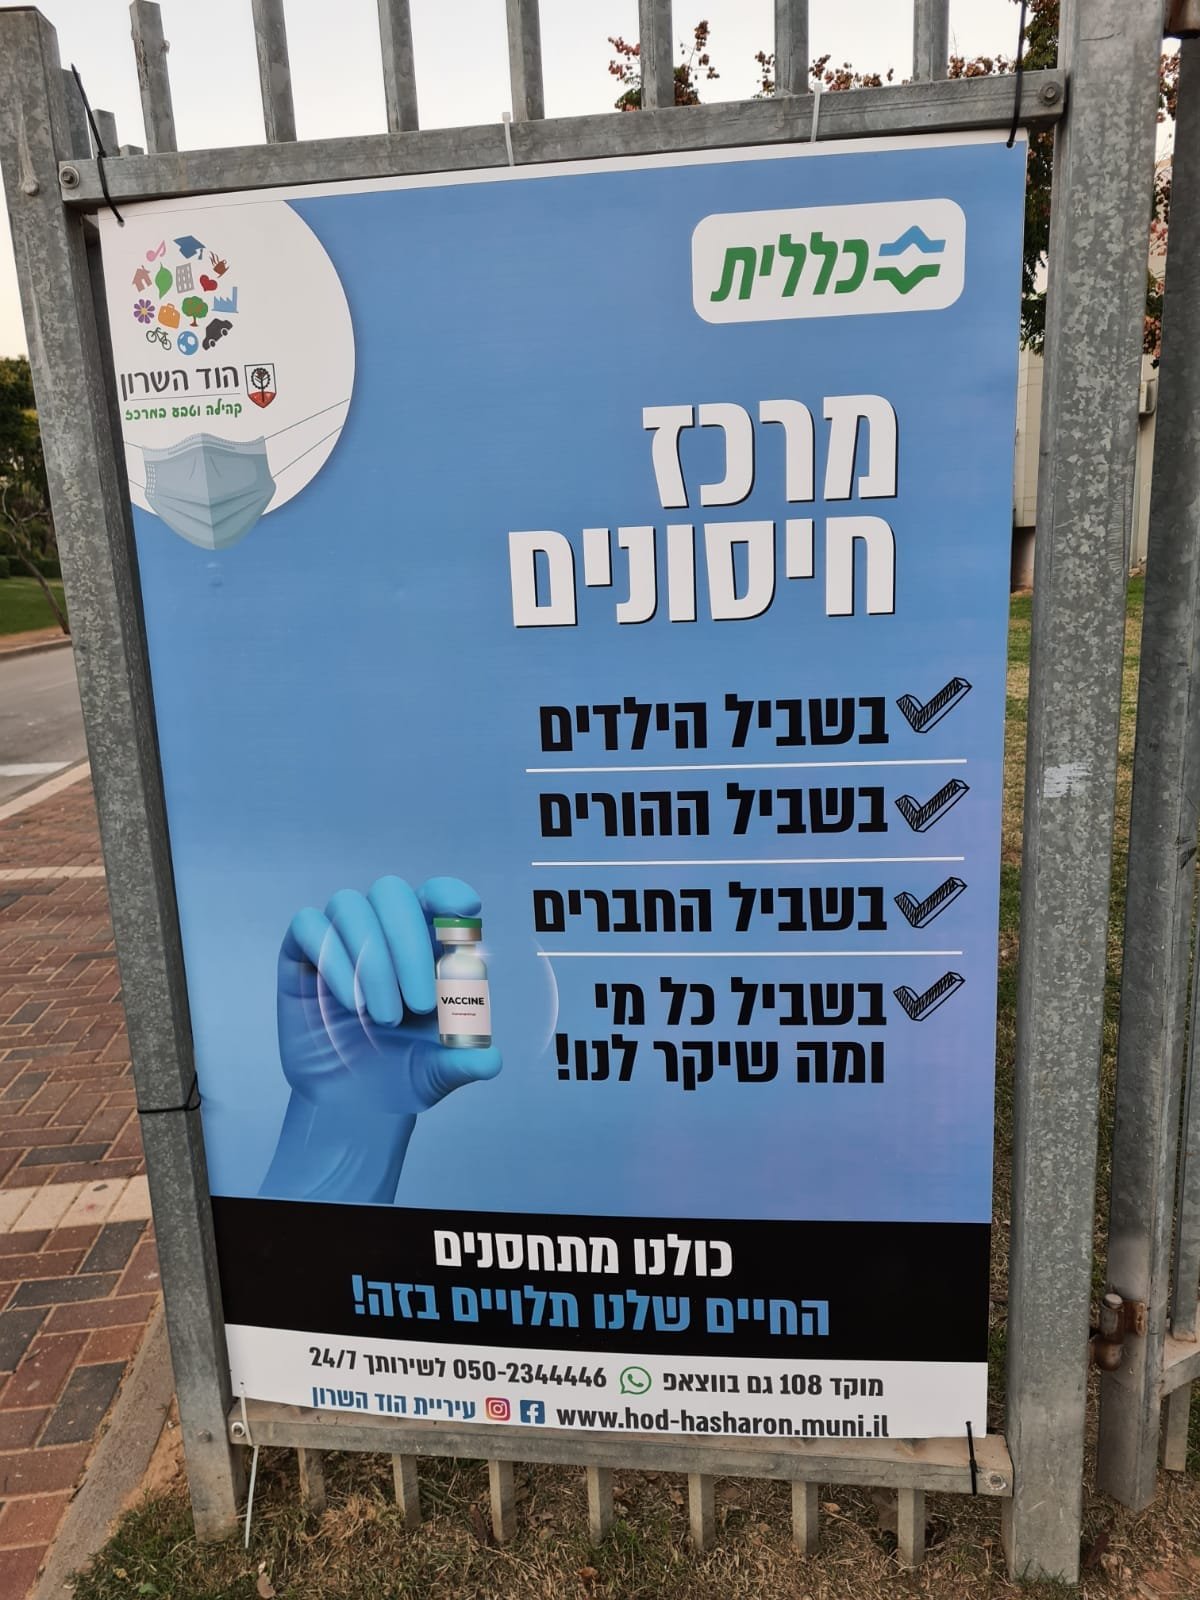 כללית
הוד השרון
קהילה וטבע במרכז
מרכז
חיסונים
בשביל הילדים
בשביל ההורים
בשביל החברים
בשביל כל מי
ומה שיקר לנו!
VACCINE
coronavirus
כולנו מתחסנים
החיים שלנו תלויים בזה!
מוקד 108 גם בווצאפ 050-2344446 לשירותך 24/7
www.hod-hasharon.muni.il עיריית הוד השרון